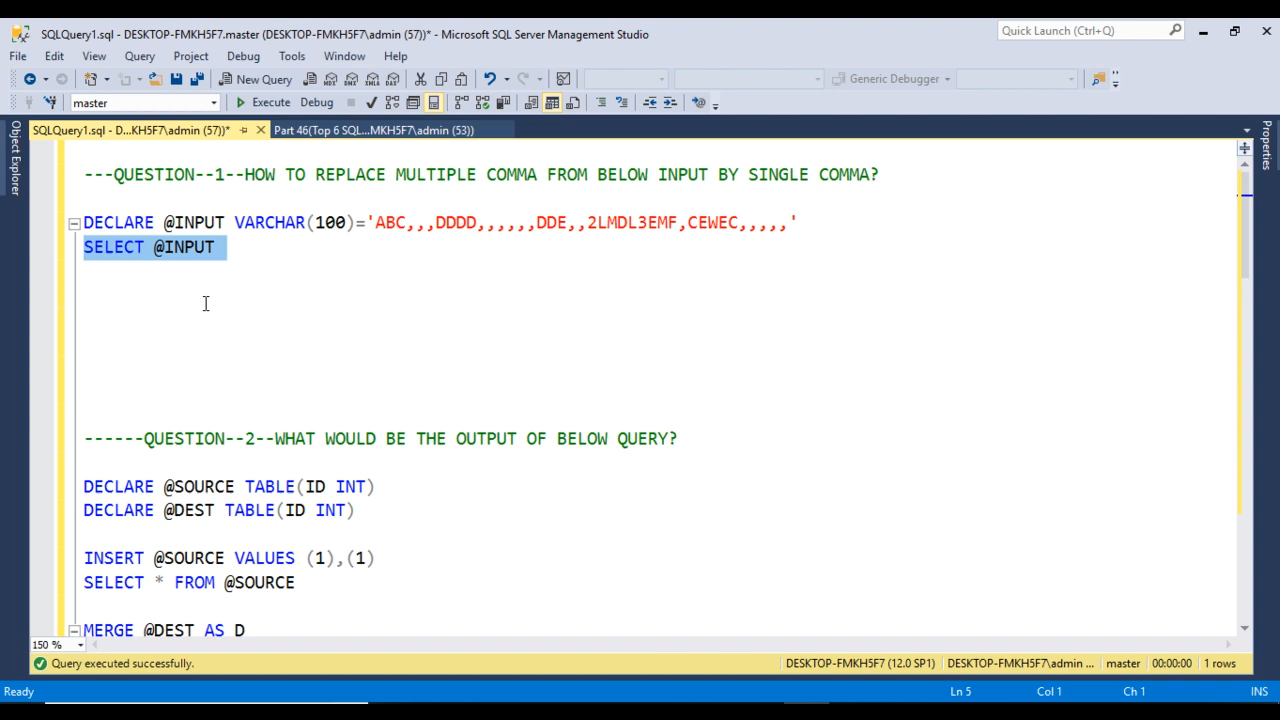 SQLQuery1.sql - DESKTOP-FMKH5F7.master (DESKTOP-FMKH5F7\admin (57))* - Microsoft SQL Server Management Studio
Quick Launch (Ctrl+Q)
File Edit View Query Project Debug Tools Window Help
New Query
Generic Debugger
master
Execute Debug
SQLQuery1.sql - D...KH5F7\admin (57))*
Part 46(Top 6 SQL...MKH5F7\admin (53))
Object Explorer
Properties
---QUESTION--1--HOW TO REPLACE MULTIPLE COMMA FROM BELOW INPUT BY SINGLE COMMA?
DECLARE @INPUT VARCHAR(100)='ABC,,,DDDD,,,,,,DDE,,2LMDL3EMF,CEWEC,,,,,'
SELECT @INPUT
------QUESTION--2--WHAT WOULD BE THE OUTPUT OF BELOW QUERY?
DECLARE @SOURCE TABLE(ID INT)
DECLARE @DEST TABLE(ID INT)
INSERT @SOURCE VALUES (1),(1)
SELECT * FROM @SOURCE
MERGE @DEST AS D
150 %
Query executed successfully.
DESKTOP-FMKH5F7 (12.0 SP1)
DESKTOP-FMKH5F7\admin ...
master
00:00:00
1 rows
Ready
Ln 5
Col 1
Ch 1
INS